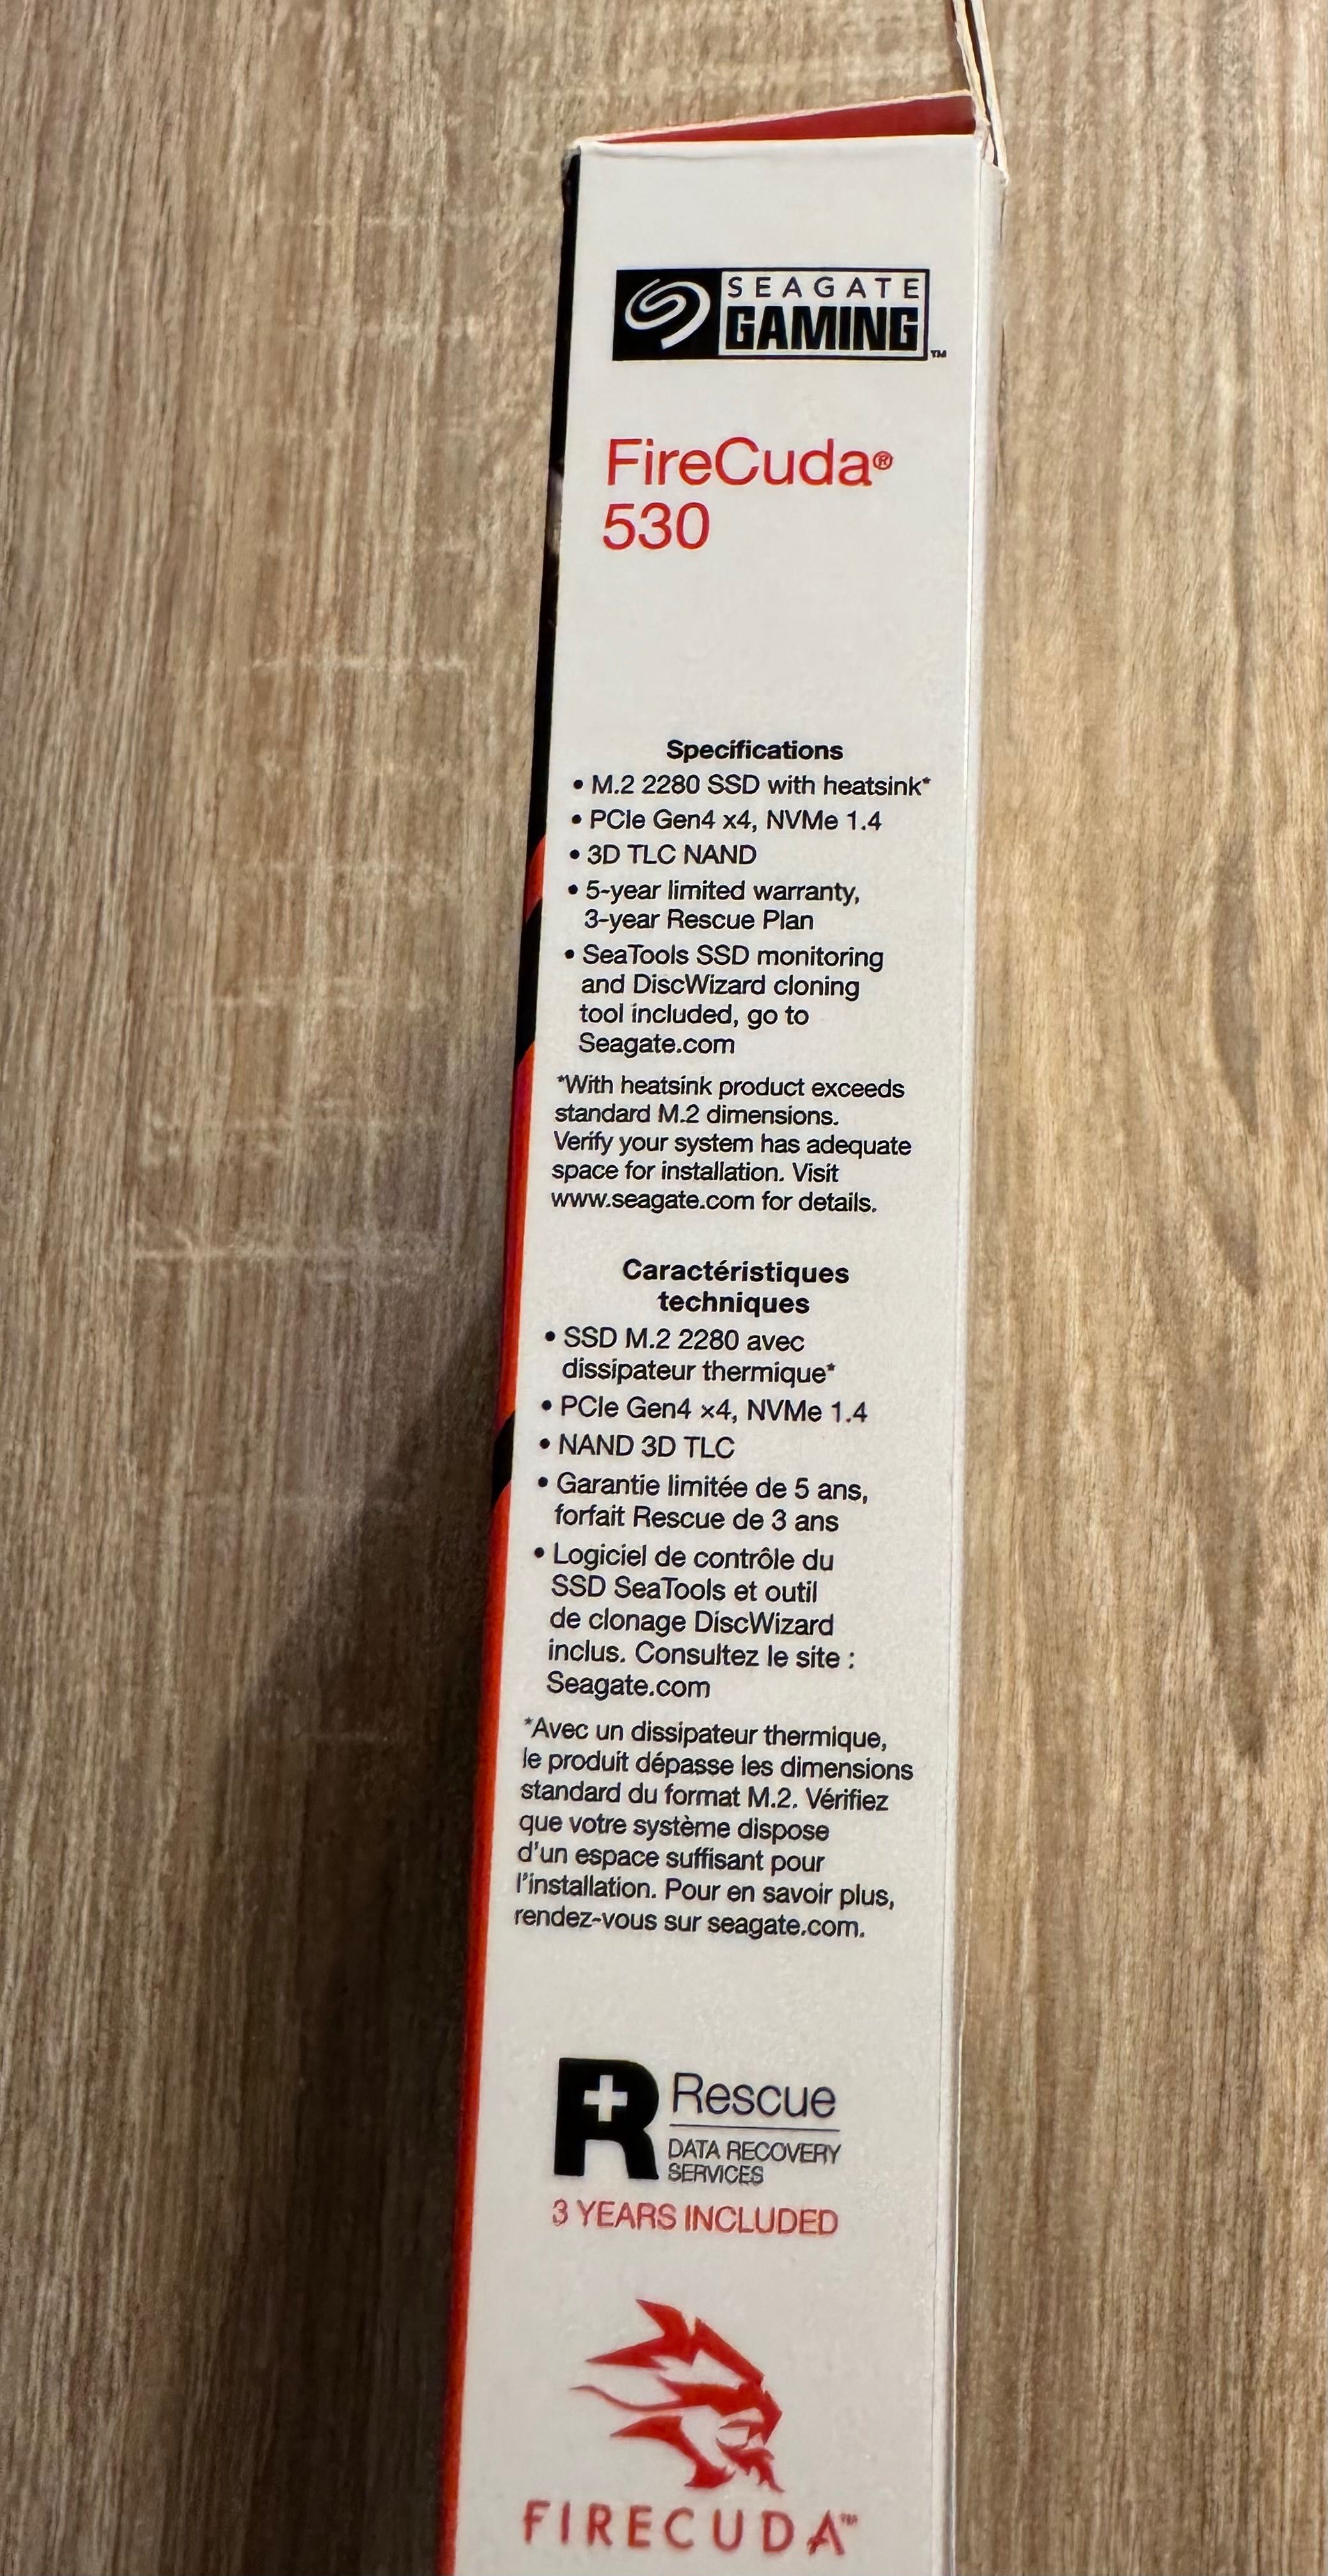 SEAGATE
GAMING™
FireCuda®
530
Specifications
• M.2 2280 SSD with heatsink*
• PCIe Gen4 x4, NVMe 1.4
• 3D TLC NAND
• 5-year limited warranty,
3-year Rescue Plan
• SeaTools SSD monitoring
and DiscWizard cloning
tool included, go to
Seagate.com
*With heatsink product exceeds
standard M.2 dimensions.
Verify your system has adequate
space for installation. Visit
www.seagate.com for details.
Caractéristiques
techniques
• SSD M.2 2280 avec
dissipateur thermique*
• PCIe Gen4 x4, NVMe 1.4
• NAND 3D TLC
• Garantie limitée de 5 ans,
forfait Rescue de 3 ans
• Logiciel de contrôle du
SSD SeaTools et outil
de clonage DiscWizard
inclus. Consultez le site :
Seagate.com
*Avec un dissipateur thermique,
le produit dépasse les dimensions
standard du format M.2. Vérifiez
que votre système dispose
d'un espace suffisant pour
l'installation. Pour en savoir plus,
rendez-vous sur seagate.com.
R Rescue
DATA RECOVERY
SERVICES
3 YEARS INCLUDED
FIRECUDA™